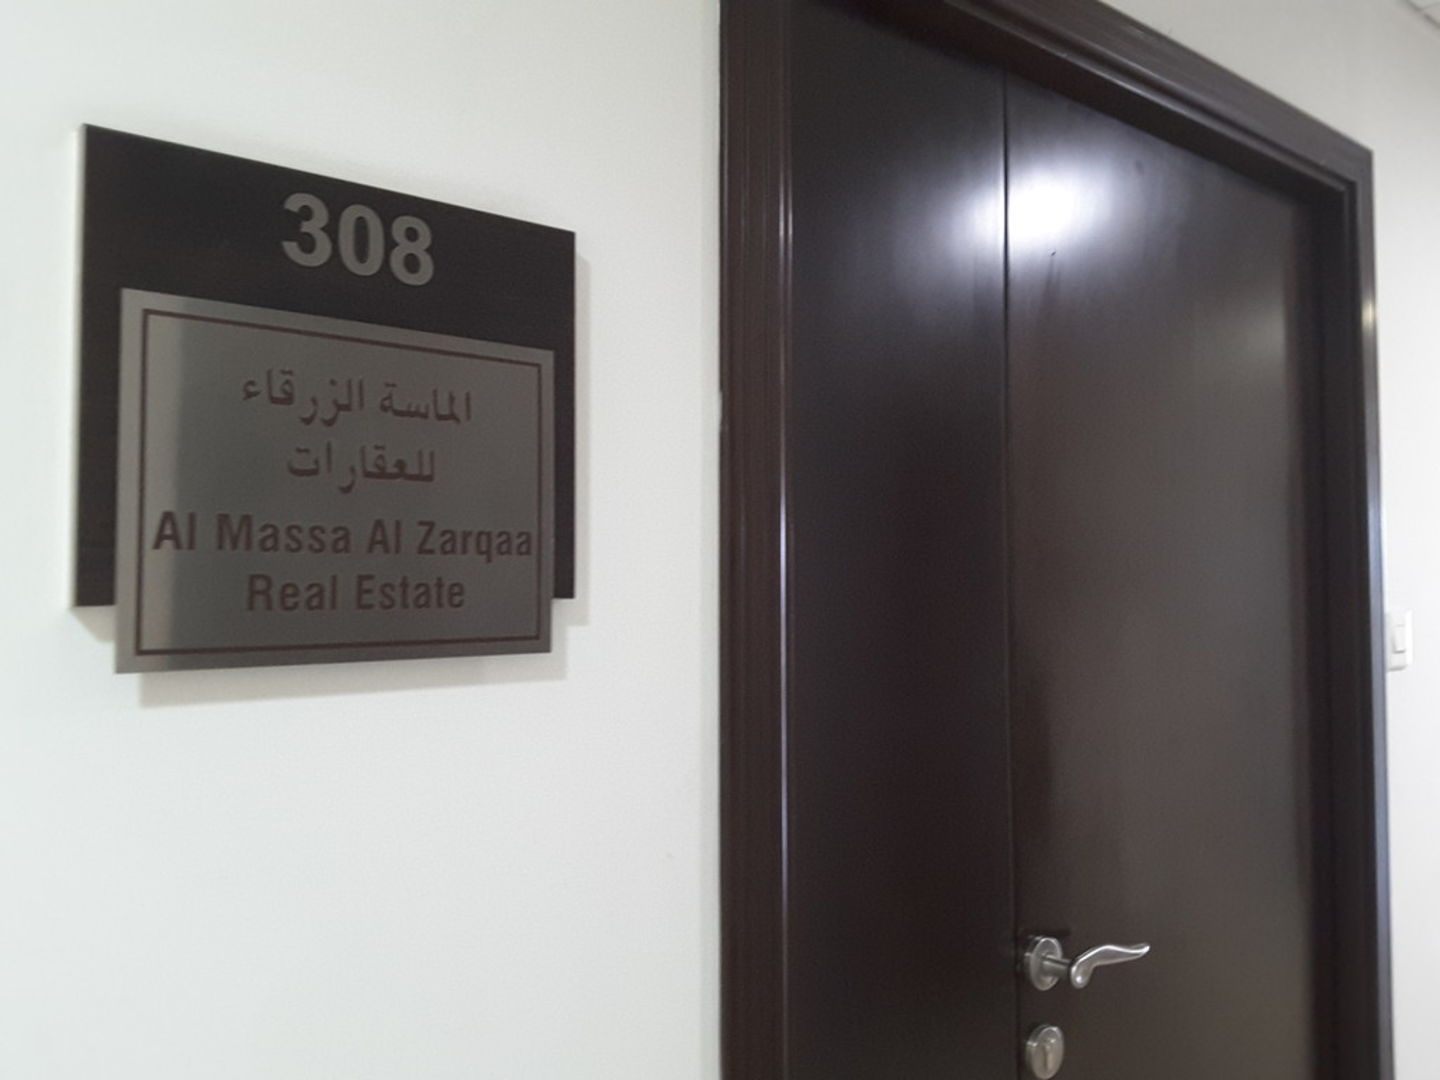 308
الماسة الزرقاء
للعقارات
Al Massa Al Zarqaa
Real Estate